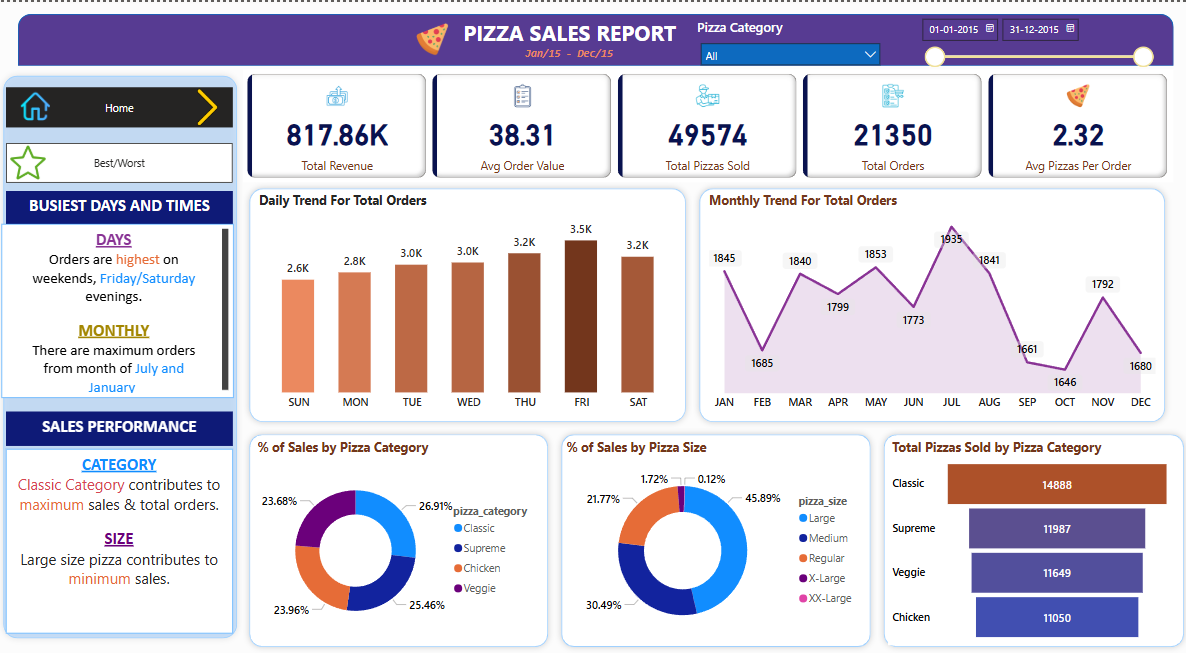 PIZZA SALES REPORT
Jan/15 - Dec/15
Pizza Category
All
01-01-2015
31-12-2015
Home
Best/Worst
BUSIEST DAYS AND TIMES
DAYS
Orders are highest on
weekends, Friday/Saturday
evenings.
MONTHLY
There are maximum orders
from month of July and
January
SALES PERFORMANCE
CATEGORY
Classic Category contributes to
maximum sales & total orders.
SIZE
Large size pizza contributes to
minimum sales.
817.86K
Total Revenue
38.31
Avg Order Value
49574
Total Pizzas Sold
21350
Total Orders
2.32
Avg Pizzas Per Order
Daily Trend For Total Orders
2.6K
2.8K
3.0K
3.0K
3.2K
3.5K
3.2K
SUN MON TUE WED THU FRI SAT
Monthly Trend For Total Orders
1845
1685
1840
1799
1853
1773
1935
1841
1661
1646
1792
1680
JAN FEB MAR APR MAY JUN JUL AUG SEP OCT NOV DEC
% of Sales by Pizza Category
26.91%
25.46%
23.96%
23.68%
pizza_category
Classic
Supreme
Chicken
Veggie
% of Sales by Pizza Size
1.72%
0.12%
45.89%
30.49%
21.77%
pizza_size
Large
Medium
Regular
X-Large
XX-Large
Total Pizzas Sold by Pizza Category
Classic 14888
Supreme 11987
Veggie 11649
Chicken 11050